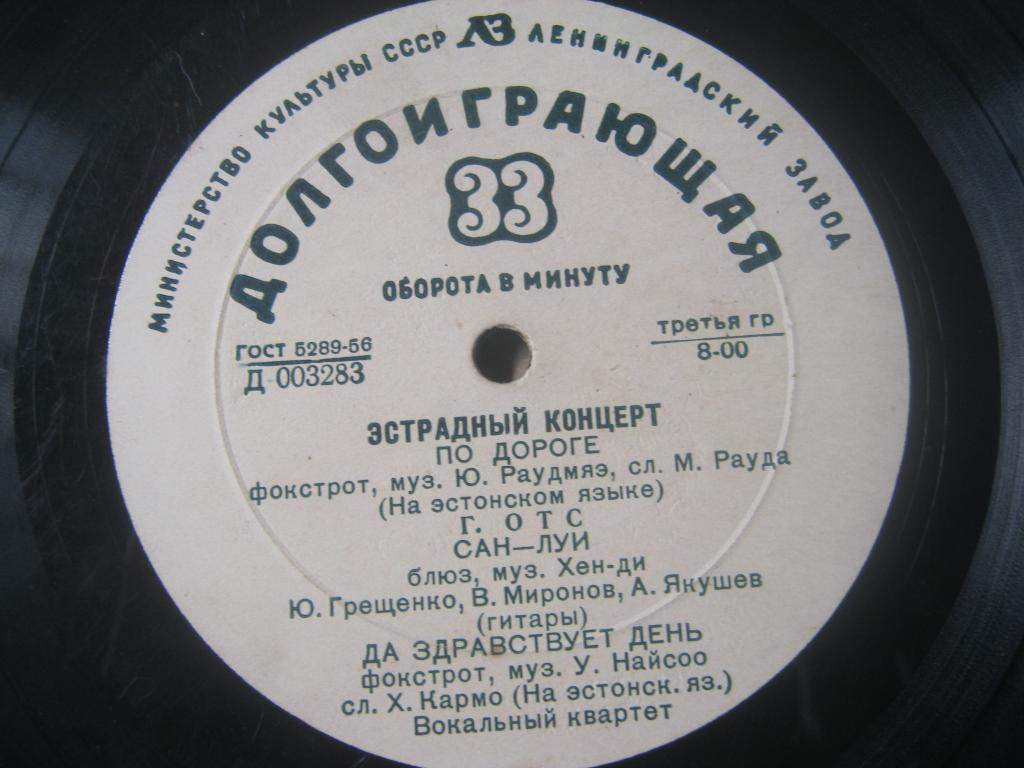 МИНИСТЕРСТВО КУЛЬТУРЫ СССР ЛЗ ЛЕНИНГРАДСКИЙ ЗАВОД
ДОЛГОИГРАЮЩАЯ
33
ОБОРОТА В МИНУТУ
ГОСТ 5289-56
Д 003283
третья гр
8-00
ЭСТРАДНЫЙ КОНЦЕРТ
ПО ДОРОГЕ
фокстрот, муз. Ю. Раудмяэ, сл. М. Рауда
(На эстонском языке)
Г. ОТС
САН—ЛУИ
блюз, муз. Хен-ди
Ю. Грещенко, В. Миронов, А. Якушев
(гитары)
ДА ЗДРАВСТВУЕТ ДЕНЬ
фокстрот, муз. У. Найсоо
сл. Х. Кармо (На эстонск. яз.)
Вокальный квартет